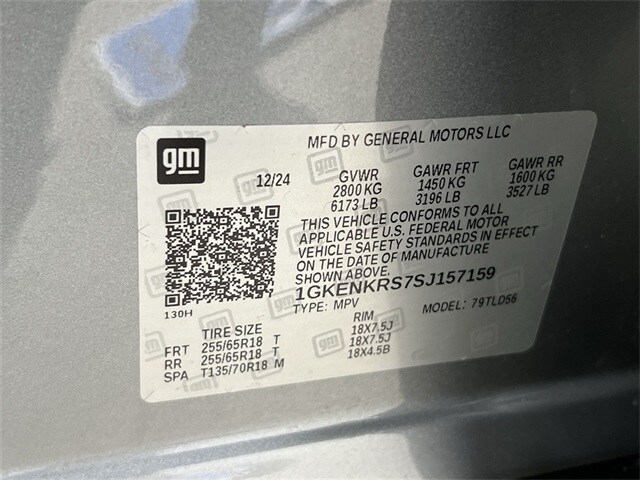 gm
MFD BY GENERAL MOTORS LLC
12/24 GVWR GAWR FRT GAWR RR
2800 KG 1450 KG 1600 KG
6173 LB 3196 LB 3527 LB
THIS VEHICLE CONFORMS TO ALL
APPLICABLE U.S. FEDERAL MOTOR
VEHICLE SAFETY STANDARDS IN EFFECT
ON THE DATE OF MANUFACTURE
SHOWN ABOVE.
1GKENKRS7SJ157159
130H TYPE: MPV MODEL: 79TLD56
TIRE SIZE RIM
FRT 255/65R18 T 18X7.5J
RR 255/65R18 T 18X7.5J
SPA T135/70R18 M 18X4.5B